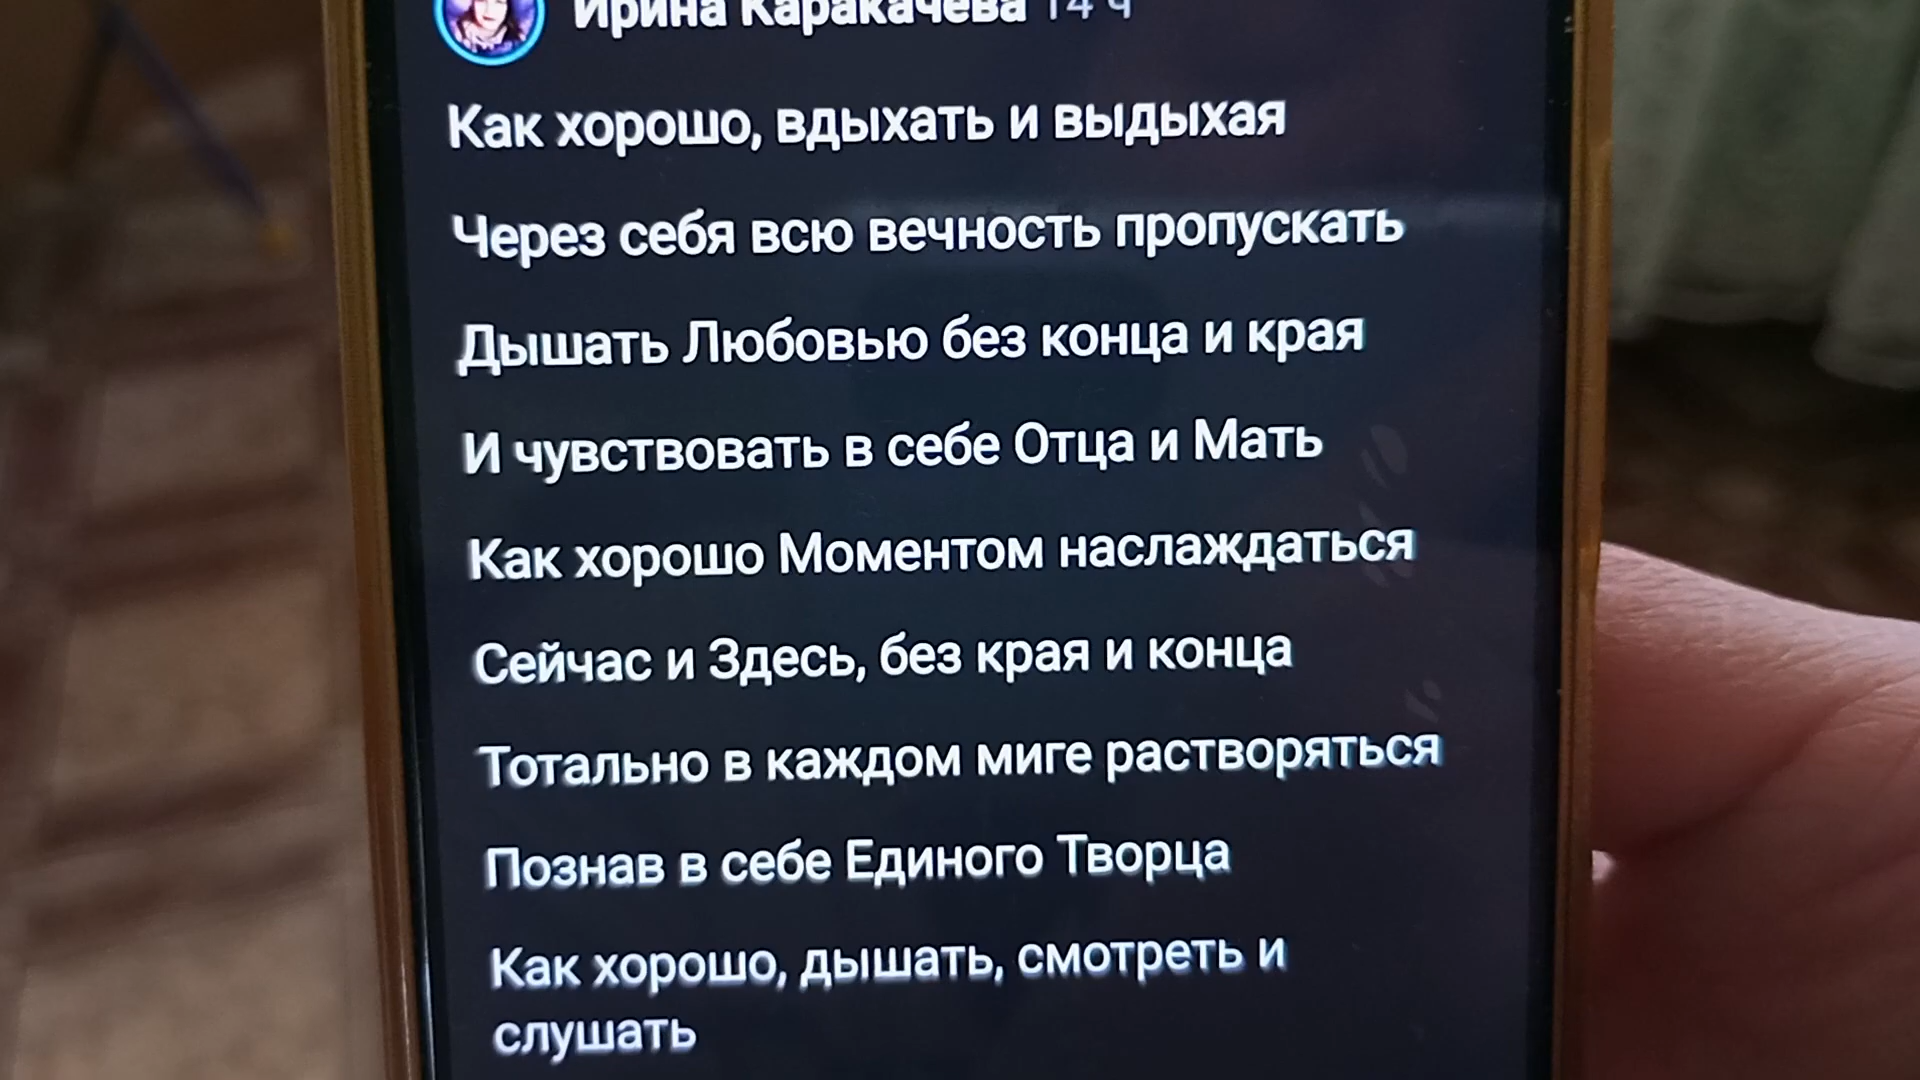 Ирина Каракачева 14 ч
Как хорошо, вдыхать и выдыхая
Через себя всю вечность пропускать
Дышать Любовью без конца и края
И чувствовать в себе Отца и Мать
Как хорошо Моментом наслаждаться
Сейчас и Здесь, без края и конца
Тотально в каждом миге растворяться
Познав в себе Единого Творца
Как хорошо, дышать, смотреть и
слушать